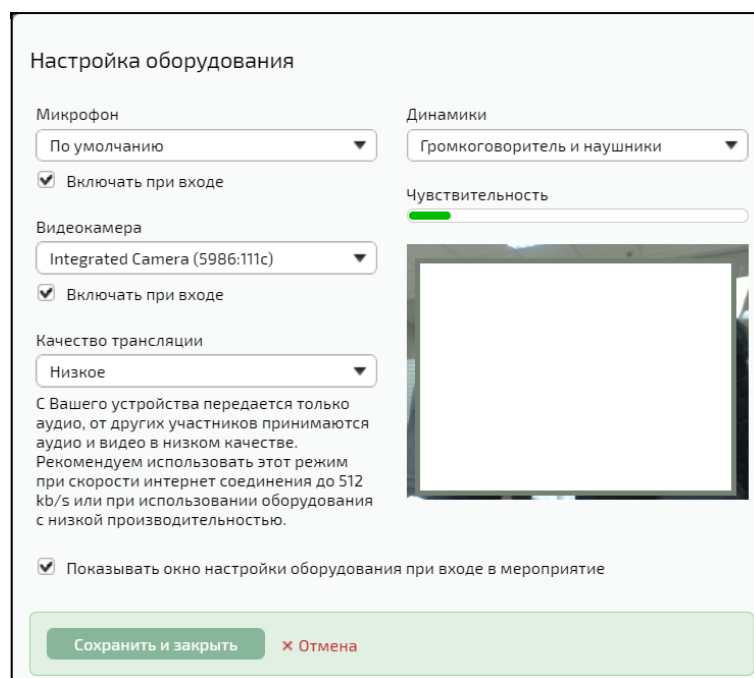 Настройка оборудования
Микрофон
По умолчанию
Включать при входе
Видеокамера
Integrated Camera (5986:111c)
Включать при входе
Качество трансляции
Низкое
С Вашего устройства передается только
аудио, от других участников принимаются
аудио и видео в низком качестве.
Рекомендуем использовать этот режим
при скорости интернет соединения до 512
kb/s или при использовании оборудования
с низкой производительностью.
Динамики
Громкоговоритель и наушники
Чувствительность
Показывать окно настройки оборудования при входе в мероприятие
Сохранить и закрыть
× Отмена